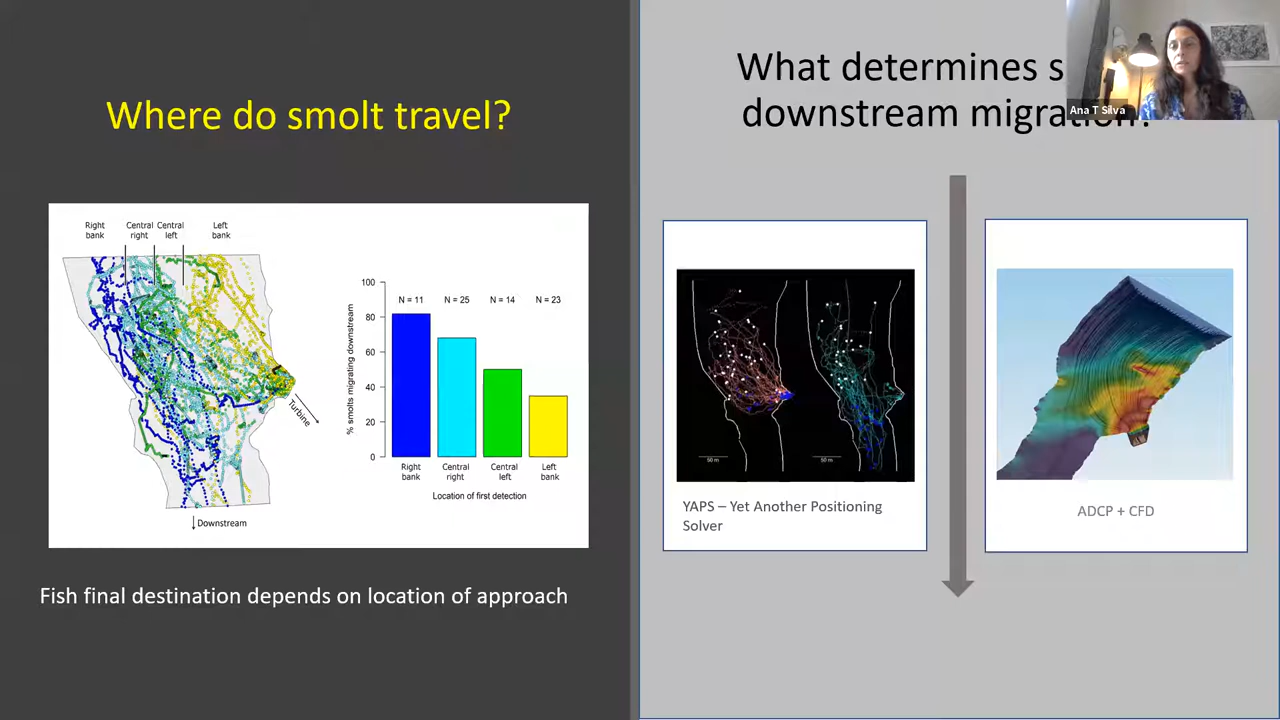 Where do smolt travel?
Right bank
Central right
Central left
Left bank
Turbine
Downstream
% smolts migrating downstream
100
80
60
40
20
0
N = 11
N = 25
N = 14
N = 23
Right bank
Central right
Central left
Left bank
Location of first detection
Fish final destination depends on location of approach
What determines s
downstream migration?
Ana T Silva
50 m
50 m
YAPS – Yet Another Positioning
Solver
ADCP + CFD